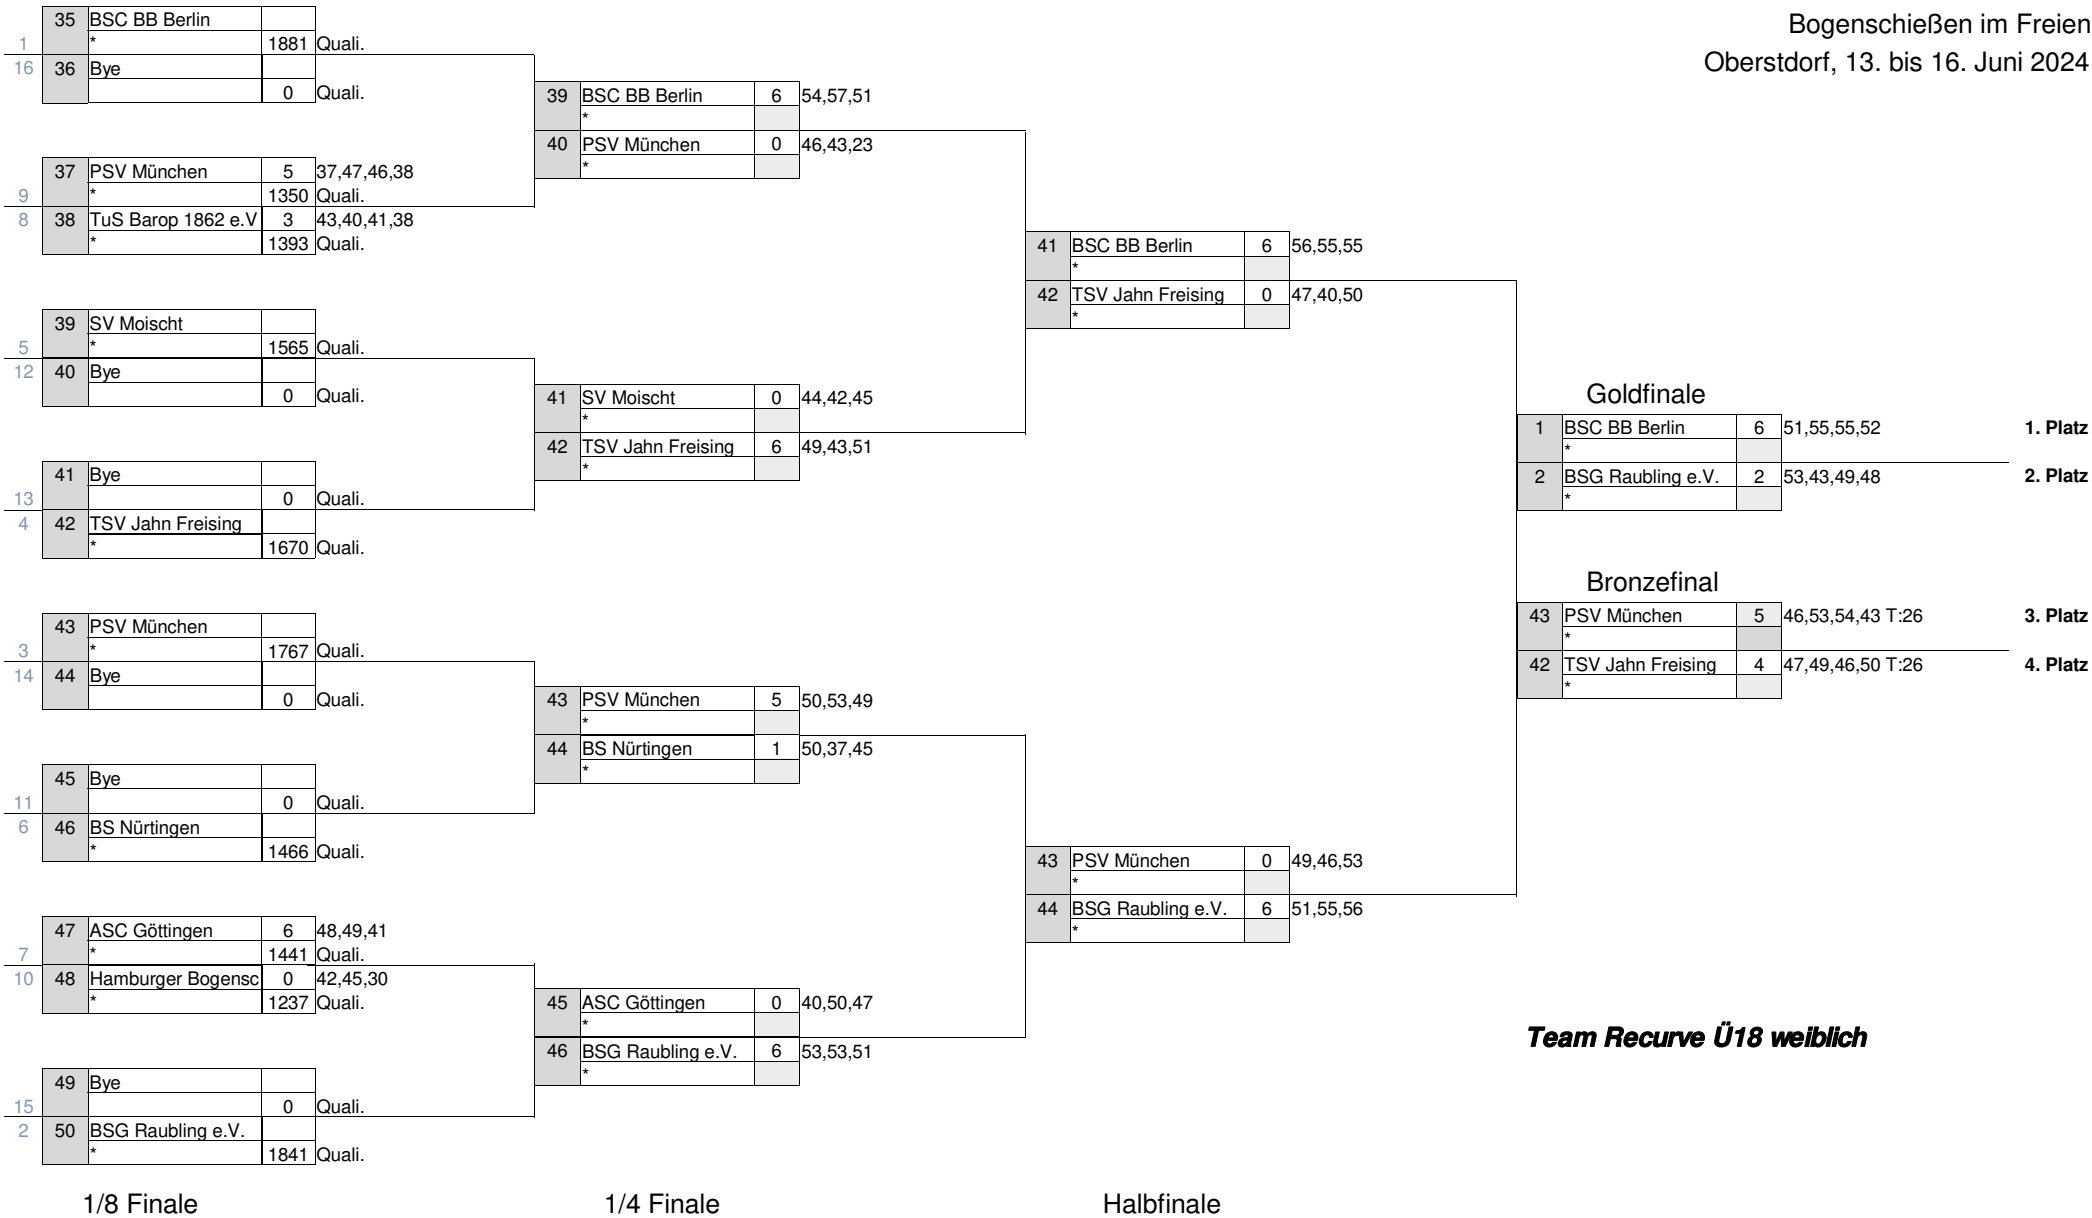 Bogenschießen im Freien
Oberstdorf, 13. bis 16. Juni 2024
35 BSC BB Berlin
1 * 1881 Quali.
16 36 Bye
0 Quali.
37 PSV München 5 37,47,46,38
9 * 1350 Quali.
8 38 TuS Barop 1862 e.V 3 43,40,41,38
* 1393 Quali.
39 SV Moischt
5 * 1565 Quali.
12 40 Bye
0 Quali.
41 Bye
13 0 Quali.
4 42 TSV Jahn Freising
* 1670 Quali.
43 PSV München
3 * 1767 Quali.
14 44 Bye
0 Quali.
45 Bye
11 0 Quali.
6 46 BS Nürtingen
* 1466 Quali.
47 ASC Göttingen 6 48,49,41
7 * 1441 Quali.
10 48 Hamburger Bogensc 0 42,45,30
* 1237 Quali.
49 Bye
15 0 Quali.
2 50 BSG Raubling e.V.
* 1841 Quali.
1/8 Finale
39 BSC BB Berlin 6 54,57,51
*
40 PSV München 0 46,43,23
*
41 SV Moischt 0 44,42,45
*
42 TSV Jahn Freising 6 49,43,51
*
43 PSV München 5 50,53,49
*
44 BS Nürtingen 1 50,37,45
*
45 ASC Göttingen 0 40,50,47
*
46 BSG Raubling e.V. 6 53,53,51
*
1/4 Finale
41 BSC BB Berlin 6 56,55,55
*
42 TSV Jahn Freising 0 47,40,50
*
43 PSV München 0 49,46,53
*
44 BSG Raubling e.V. 6 51,55,56
*
Halbfinale
Goldfinale
1 BSC BB Berlin 6 51,55,55,52 1. Platz
*
2 BSG Raubling e.V. 2 53,43,49,48 2. Platz
*
Bronzefinal
43 PSV München 5 46,53,54,43 T:26 3. Platz
*
42 TSV Jahn Freising 4 47,49,46,50 T:26 4. Platz
*
Team Recurve Ü18 weiblich